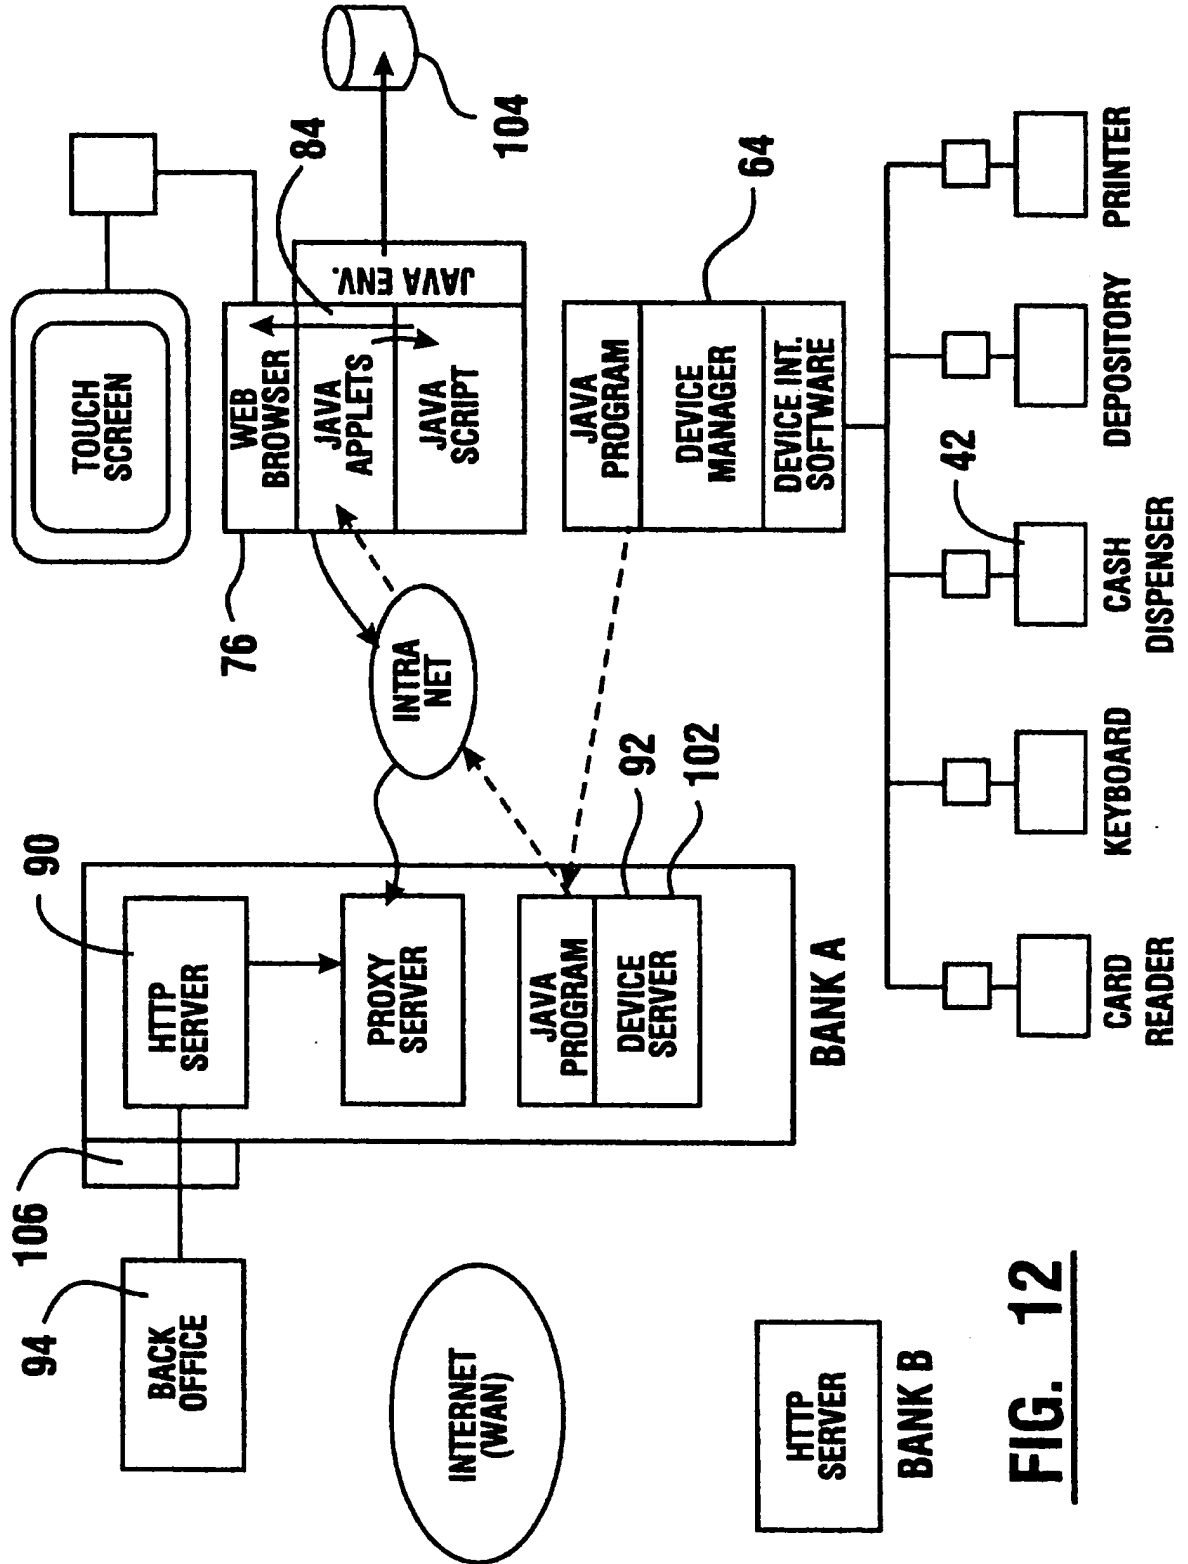 TOUCH
SCREEN
84
104
WEB
BROWSER
JAVA
APPLETS
JAVA
SCRIPT
JAVA ENV.
76
INTRA
NET
90
HTTP
SERVER
PROXY
SERVER
JAVA
PROGRAM
DEVICE
SERVER
92
102
BANK A
106
94
BACK
OFFICE
INTERNET
(WAN)
HTTP
SERVER
BANK B
JAVA
PROGRAM
DEVICE
MANAGER
DEVICE INT.
SOFTWARE
64
42
CARD
READER
KEYBOARD
CASH
DISPENSER
DEPOSITORY
PRINTER
FIG. 12